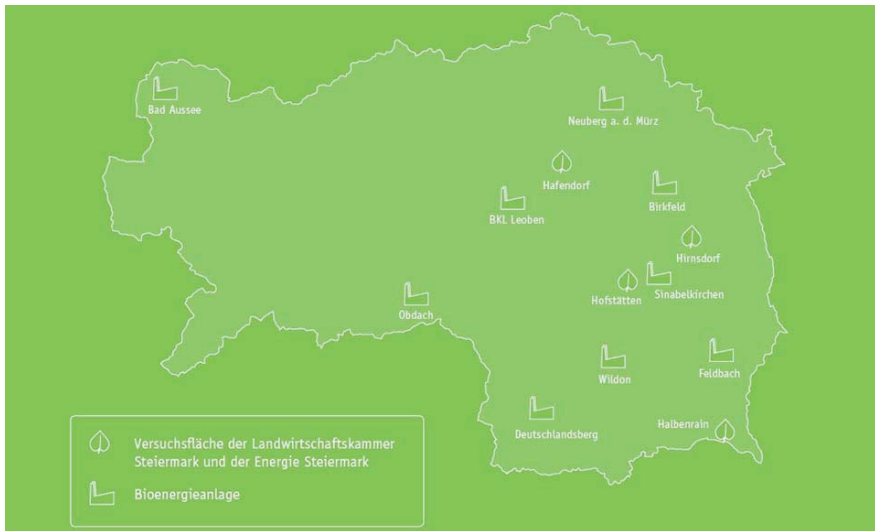 Bad Aussee
Neuberg a. d. Mürz
Hafendorf
BKL Leoben
Birkfeld
Hirnsdorf
Hofstätten
Sinabelkirchen
Obdach
Wildon
Feldbach
Deutschlandsberg
Halbenrain
Versuchsfläche der Landwirtschaftskammer
Steiermark und der Energie Steiermark
Bioenergieanlage